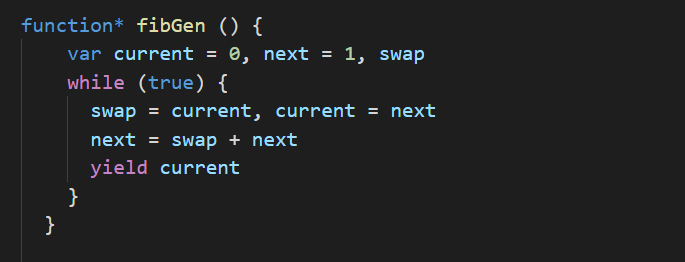 function* fibGen () {
var current = 0, next = 1, swap
while (true) {
swap = current, current = next
next = swap + next
yield current
}
}